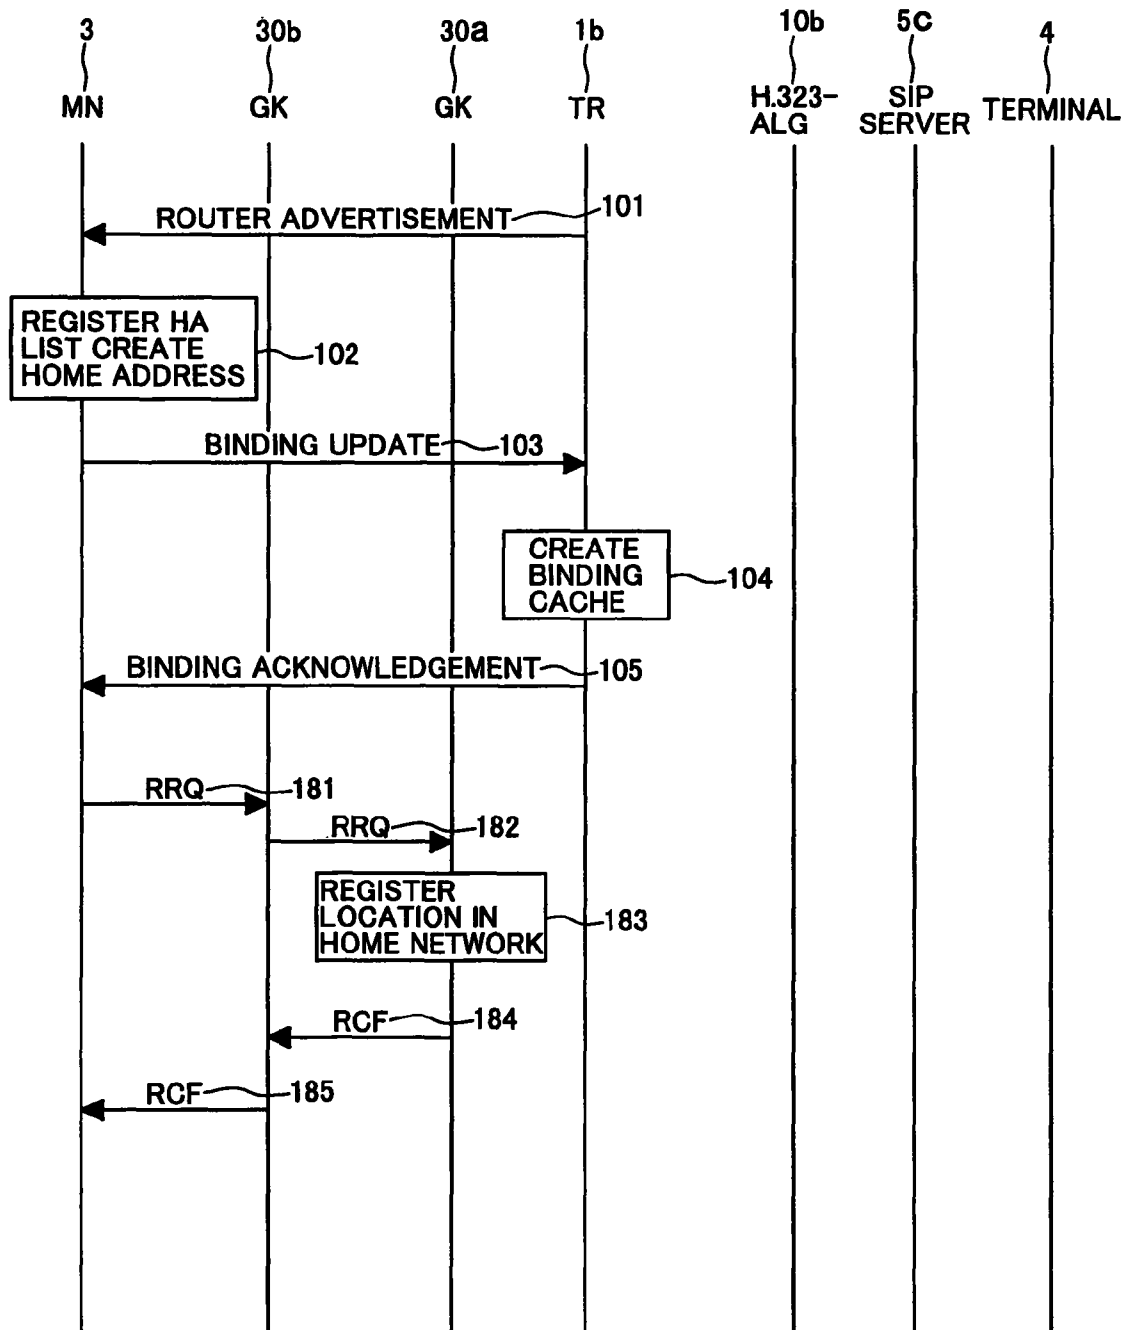 3 30b 30a 1b 10b 5c 4
MN GK GK TR H.323-ALG SIP SERVER TERMINAL
ROUTER ADVERTISEMENT 101
REGISTER HA
LIST CREATE
HOME ADDRESS
102
BINDING UPDATE 103
CREATE
BINDING
CACHE
104
BINDING ACKNOWLEDGEMENT 105
RRQ 181
RRQ 182
REGISTER
LOCATION IN
HOME NETWORK
183
RCF 184
RCF 185